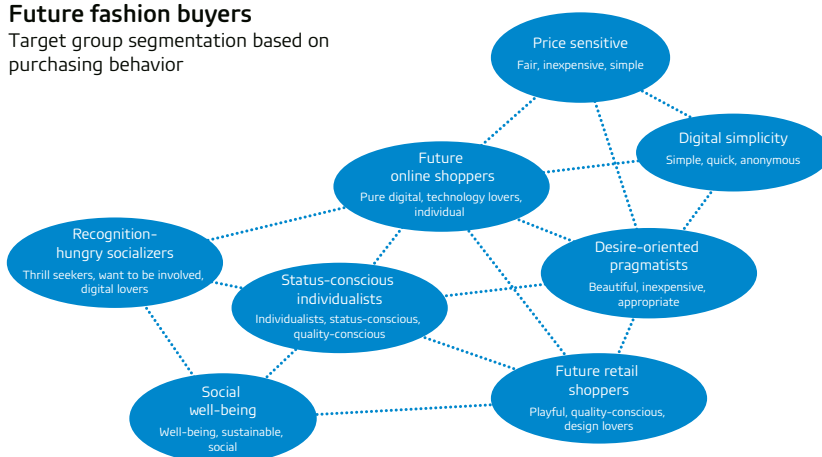 Future fashion buyers
Target group segmentation based on
purchasing behavior
Price sensitive
Fair, inexpensive, simple
Digital simplicity
Simple, quick, anonymous
Future
online shoppers
Pure digital, technology lovers,
individual
Recognition-
hungry socializers
Thrill seekers, want to be involved,
digital lovers
Desire-oriented
pragmatists
Beautiful, inexpensive,
appropriate
Status-conscious
individualists
Individualists, status-conscious,
quality-conscious
Future retail
shoppers
Playful, quality-conscious,
design lovers
Social
well-being
Well-being, sustainable,
social